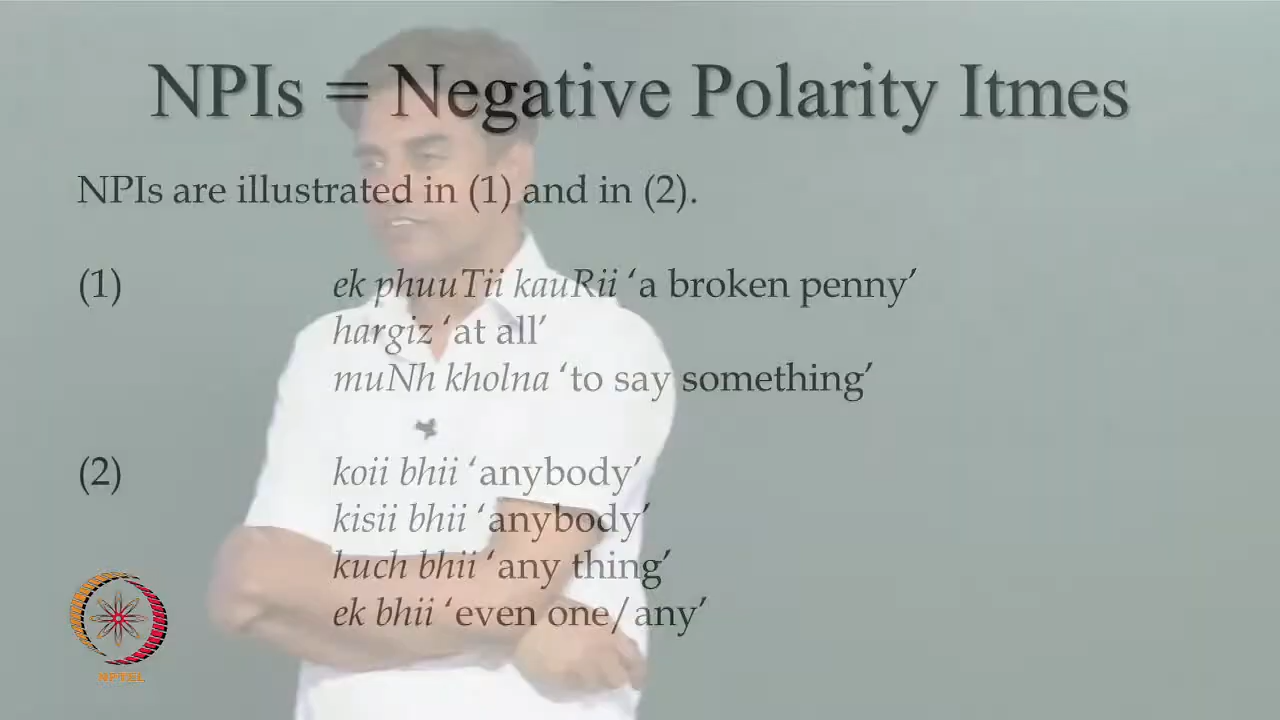 NPIs = Negative Polarity Itmes
NPIs are illustrated in (1) and in (2).
(1) ek phuuTii kauRii ‘a broken penny’
hargiz ‘at all’
muNh kholna ‘to say something’
(2) koii bhii ‘anybody’
kisii bhii ‘anybody’
kuch bhii ‘any thing’
ek bhii ‘even one/any’
NPTEL